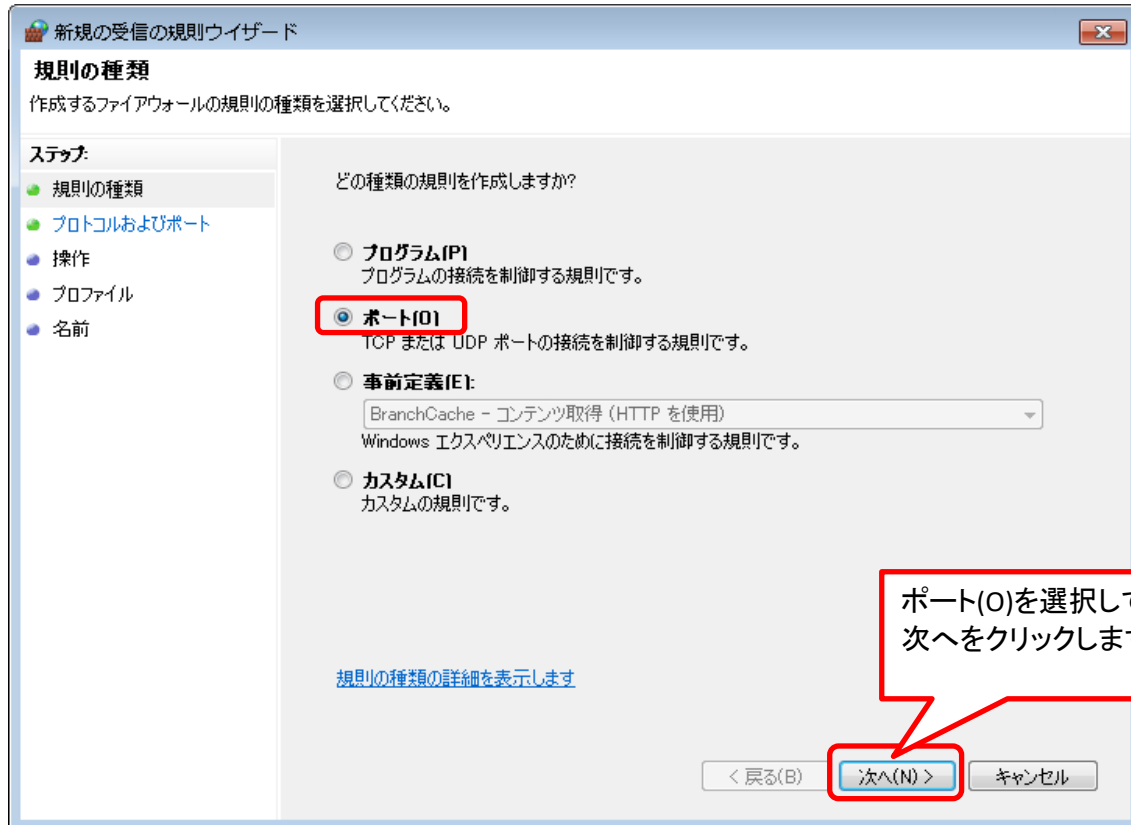 新規の受信の規則ウィザード
規則の種類
作成するファイアウォールの規則の種類を選択してください。
ステップ:
規則の種類
プロトコルおよびポート
操作
プロファイル
名前
どの種類の規則を作成しますか?
プログラム(P)
プログラムの接続を制御する規則です。
ポート(O)
TCP または UDP ポートの接続を制御する規則です。
事前定義(E):
BranchCache - コンテンツ取得 (HTTP を使用)
Windows エクスペリエンスのために接続を制御する規則です。
カスタム(C)
カスタムの規則です。
ポート(O)を選択して
次へをクリックします
規則の種類の詳細を表示します
< 戻る(B)
次へ(N) >
キャンセル